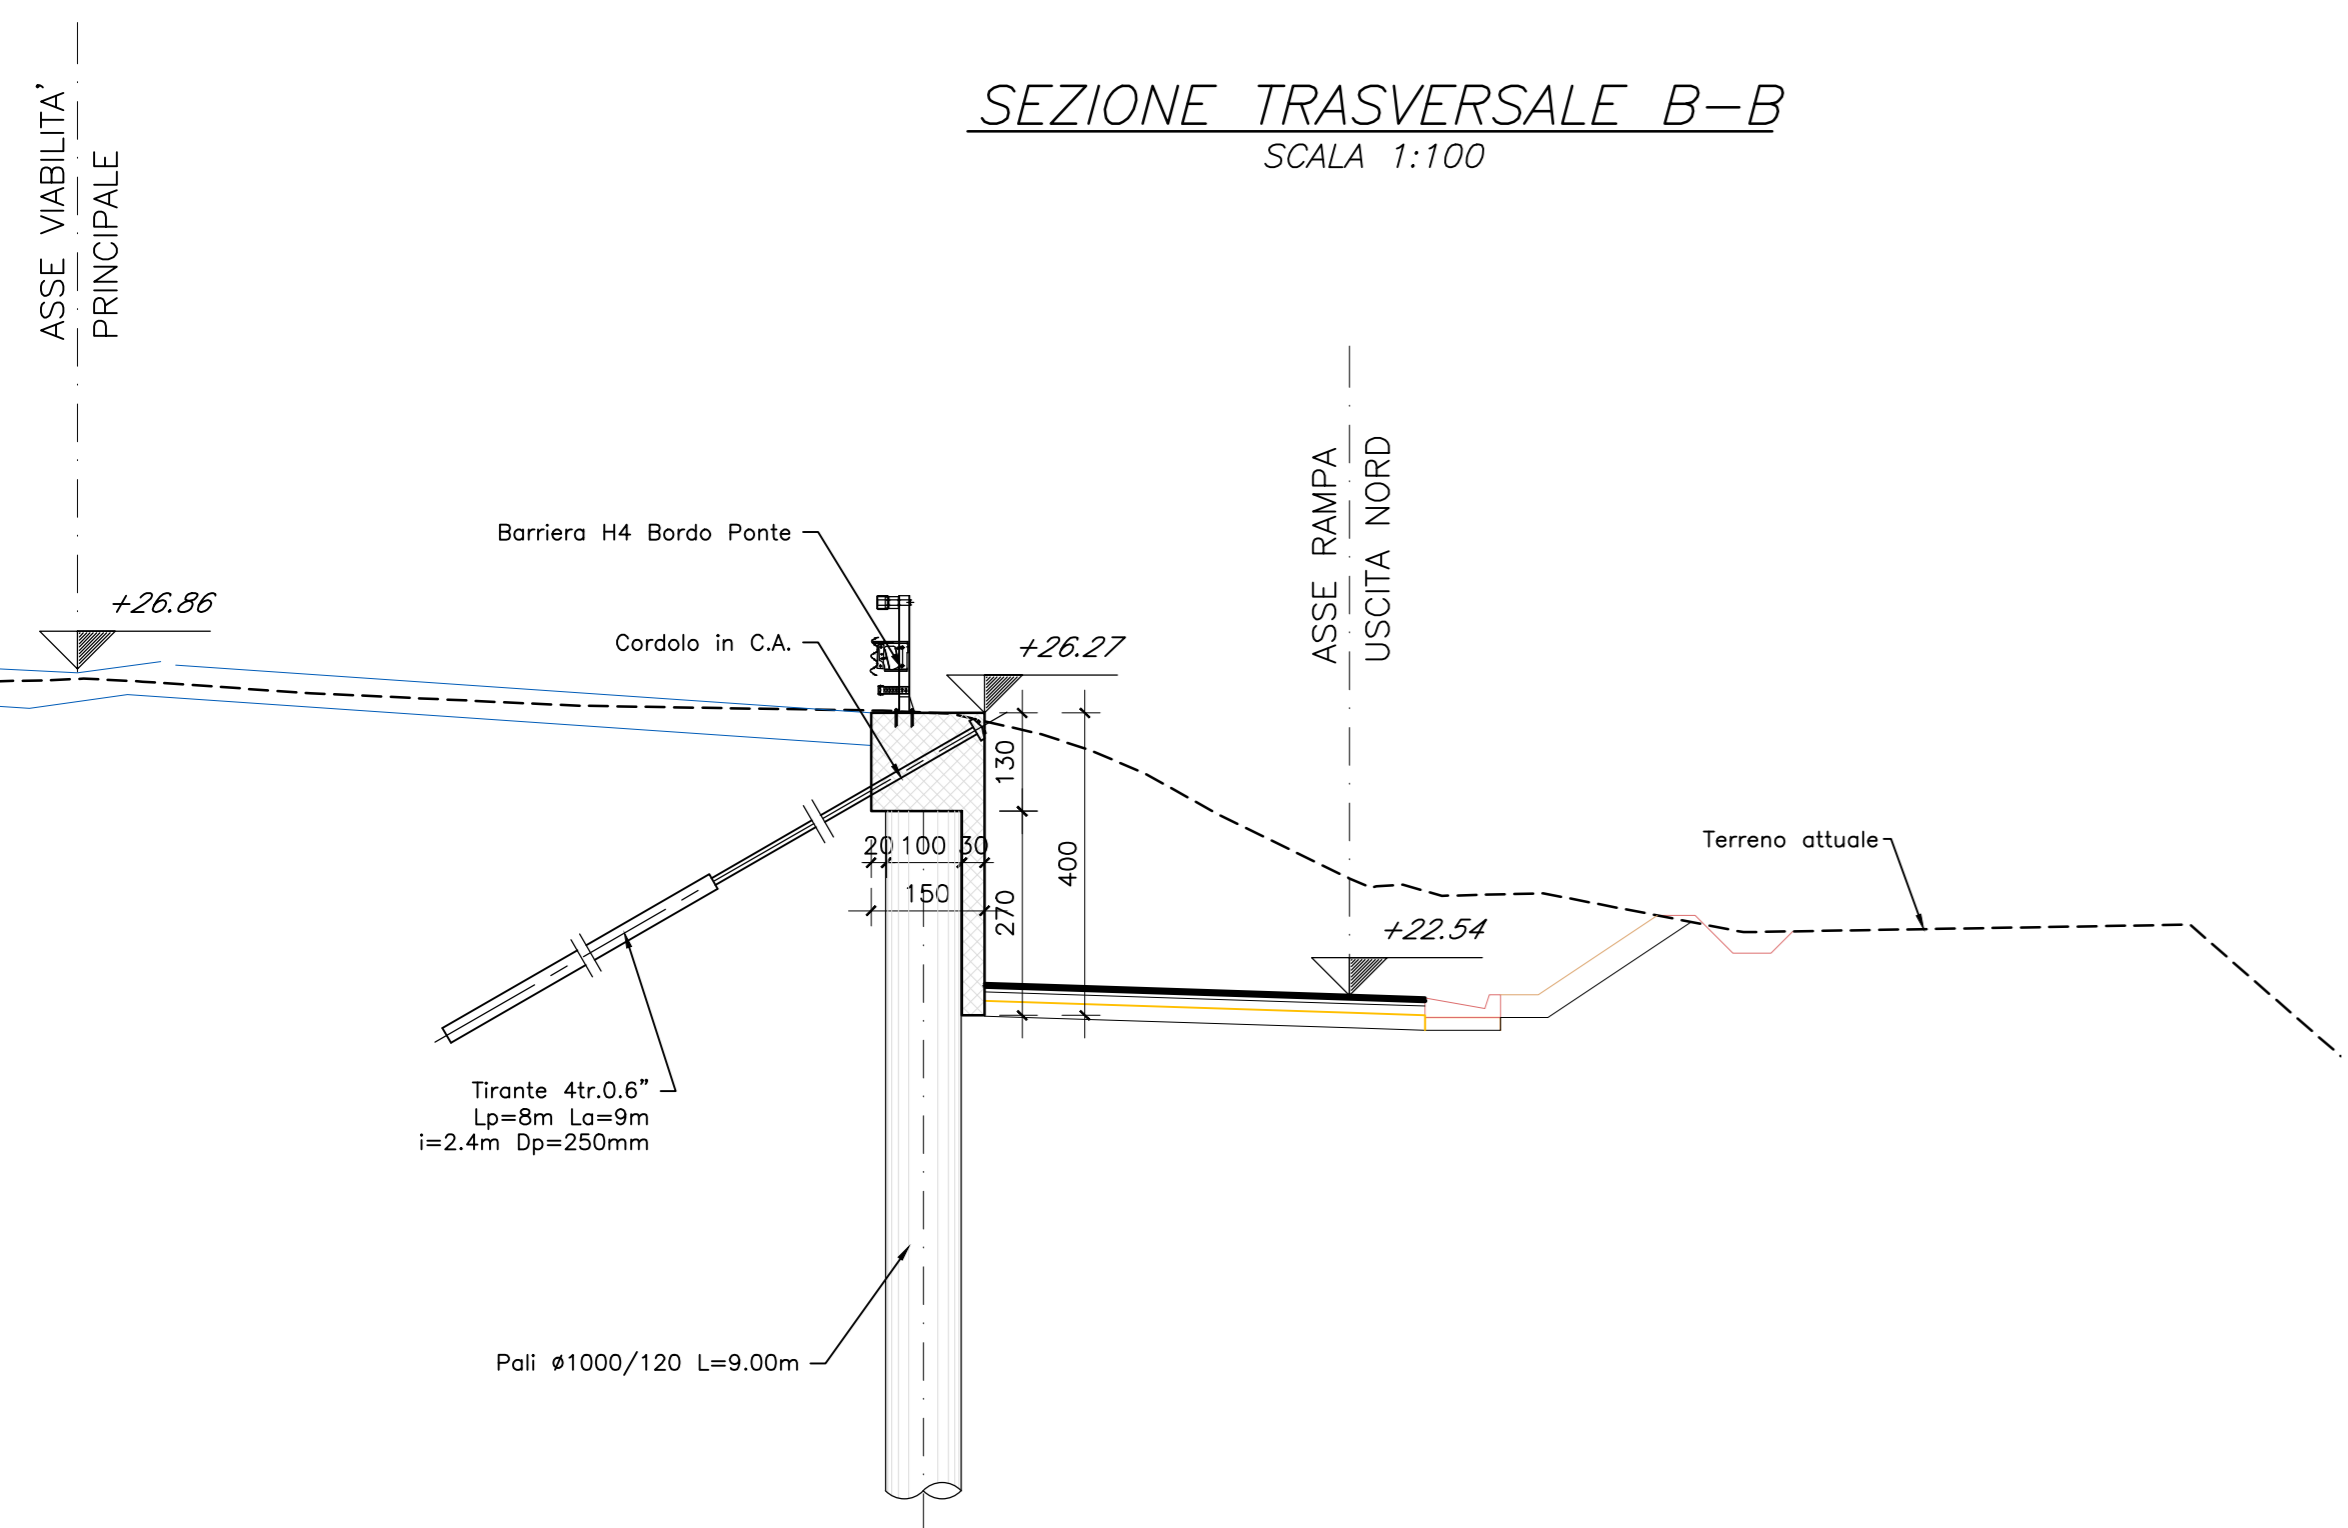 SEZIONE TRASVERSALE B-B
SCALA 1:100
ASSE VIABILITA'
PRINCIPALE
ASSE RAMPA
USCITA NORD
Barriera H4 Bordo Ponte
+26.86
Cordolo in C.A.
+26.27
130
20 100 30
400
Terreno attuale
150
270
+22.54
Tirante 4tr.0.6"
Lp=8m La=9m
i=2.4m Dp=250mm
Pali ø1000/120 L=9.00m